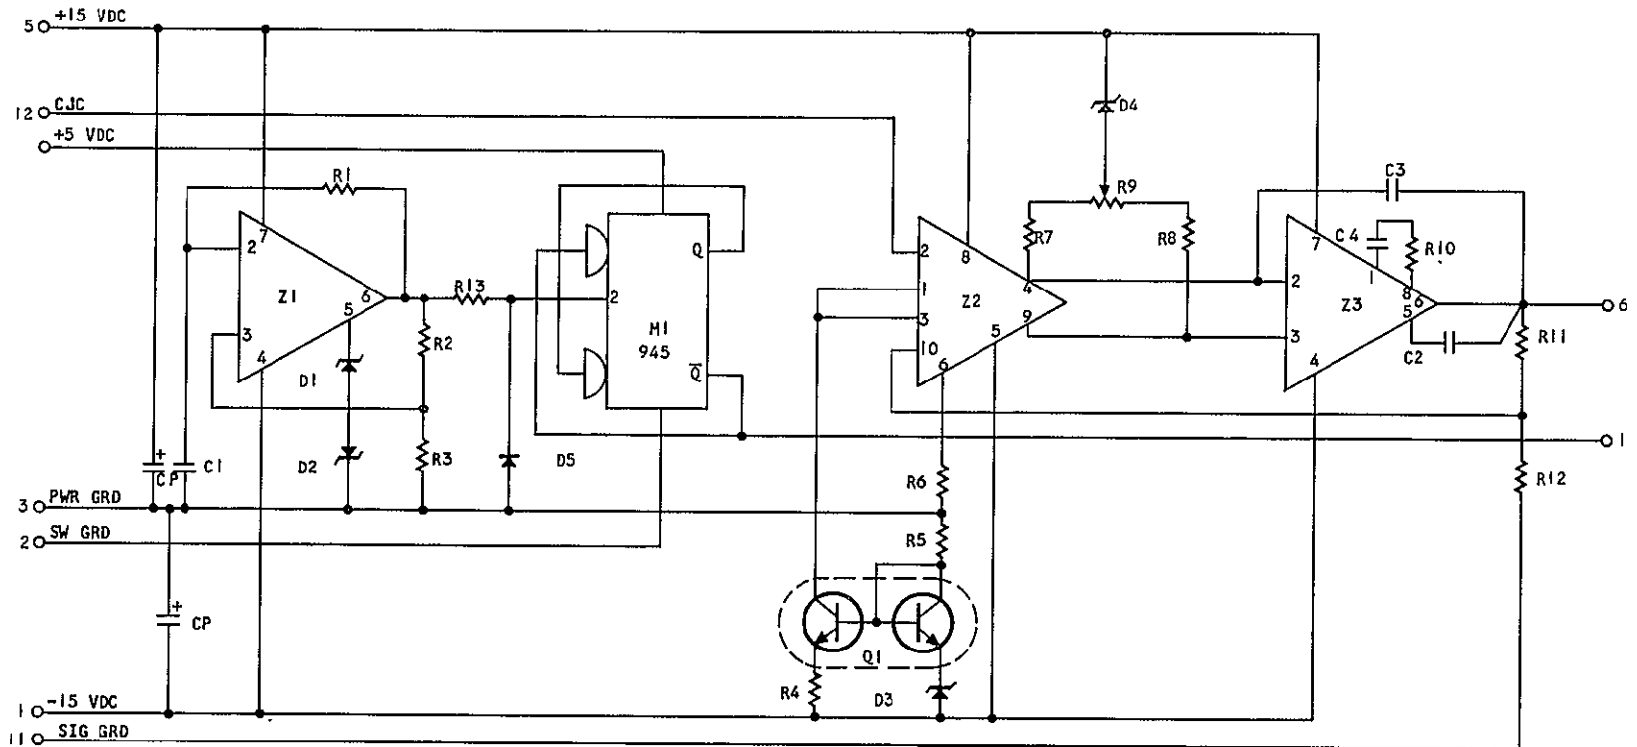 5 +15 VDC
12 CJC
+5 VDC
R1
7
2
Z1
6
5
3
4
D1
D2
C1
CP
+
R13
R2
R3
D5
2
M1
945
Q
Q̅
D4
R9
R7
R8
2
8
1
3
10
Z2
4
9
5
6
C3
C4
R10
7
1
8
2
Z3
6
5
3
4
C2
6
R11
1
R12
R6
R5
3 PWR GRD
2 SW GRD
+
CP
Q1
R4
D3
1 -15 VDC
11 SIG GRD